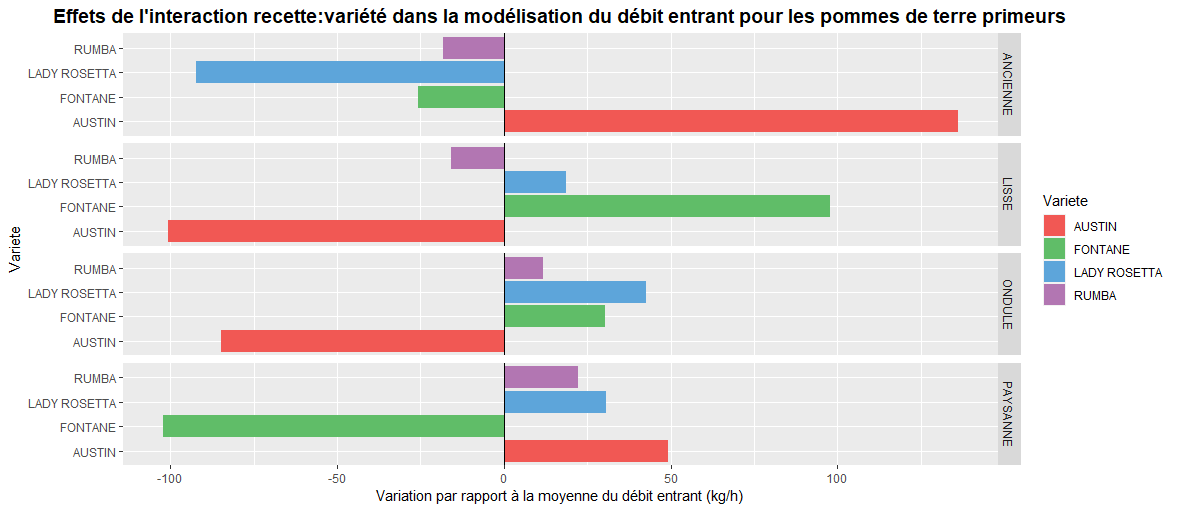 Effets de l'interaction recette:variété dans la modélisation du débit entrant pour les pommes de terre primeurs
RUMBA
LADY ROSETTA
FONTANE
AUSTIN
ANCIENNE
RUMBA
LADY ROSETTA
FONTANE
AUSTIN
LISSE
RUMBA
LADY ROSETTA
FONTANE
AUSTIN
ONDULE
RUMBA
LADY ROSETTA
FONTANE
AUSTIN
PAYSANNE
Variete
-100
-50
0
50
100
Variation par rapport à la moyenne du débit entrant (kg/h)
Variete
AUSTIN
FONTANE
LADY ROSETTA
RUMBA